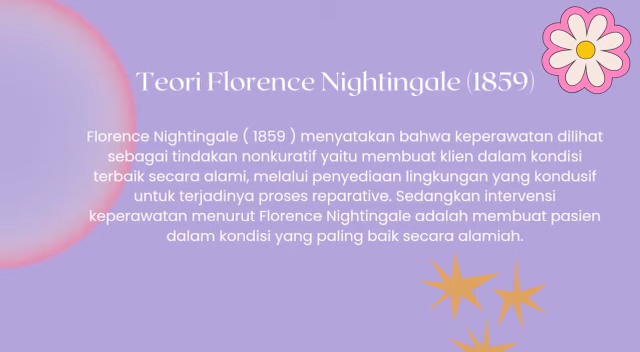 Teori Florence Nightingale (1859)
Florence Nightingale ( 1859 ) menyatakan bahwa keperawatan dilihat
sebagai tindakan nonkuratif yaitu membuat klien dalam kondisi
terbaik secara alami, melalui penyediaan lingkungan yang kondusif
untuk terjadinya proses reparative. Sedangkan intervensi
keperawatan menurut Florence Nightingale adalah membuat pasien
dalam kondisi yang paling baik secara alamiah.